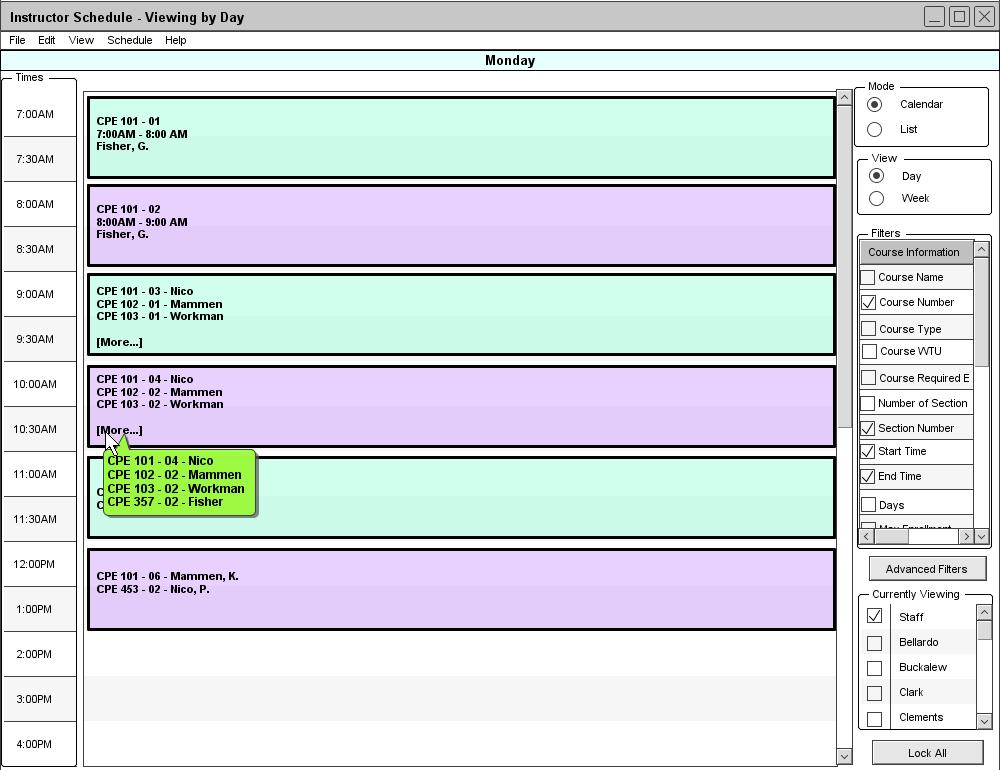 Instructor Schedule - Viewing by Day
File Edit View Schedule Help
Monday
Times
7:00AM
7:30AM
8:00AM
8:30AM
9:00AM
9:30AM
10:00AM
10:30AM
11:00AM
11:30AM
12:00PM
1:00PM
2:00PM
3:00PM
4:00PM
CPE 101 - 01
7:00AM - 8:00 AM
Fisher, G.
CPE 101 - 02
8:00AM - 9:00 AM
Fisher, G.
CPE 101 - 03 - Nico
CPE 102 - 01 - Mammen
CPE 103 - 01 - Workman
[More...]
CPE 101 - 04 - Nico
CPE 102 - 02 - Mammen
CPE 103 - 02 - Workman
[More...]
CPE 101 - 04 - Nico
CPE 102 - 02 - Mammen
CPE 103 - 02 - Workman
CPE 357 - 02 - Fisher
CPE 101 - 06 - Mammen, K.
CPE 453 - 02 - Nico, P.
Mode
Calendar
List
View
Day
Week
Filters
Course Information
Course Name
Course Number
Course Type
Course WTU
Course Required E
Number of Section
Section Number
Start Time
End Time
Days
Max Enrollment
Advanced Filters
Currently Viewing
Staff
Bellardo
Buckalew
Clark
Clements
Lock All